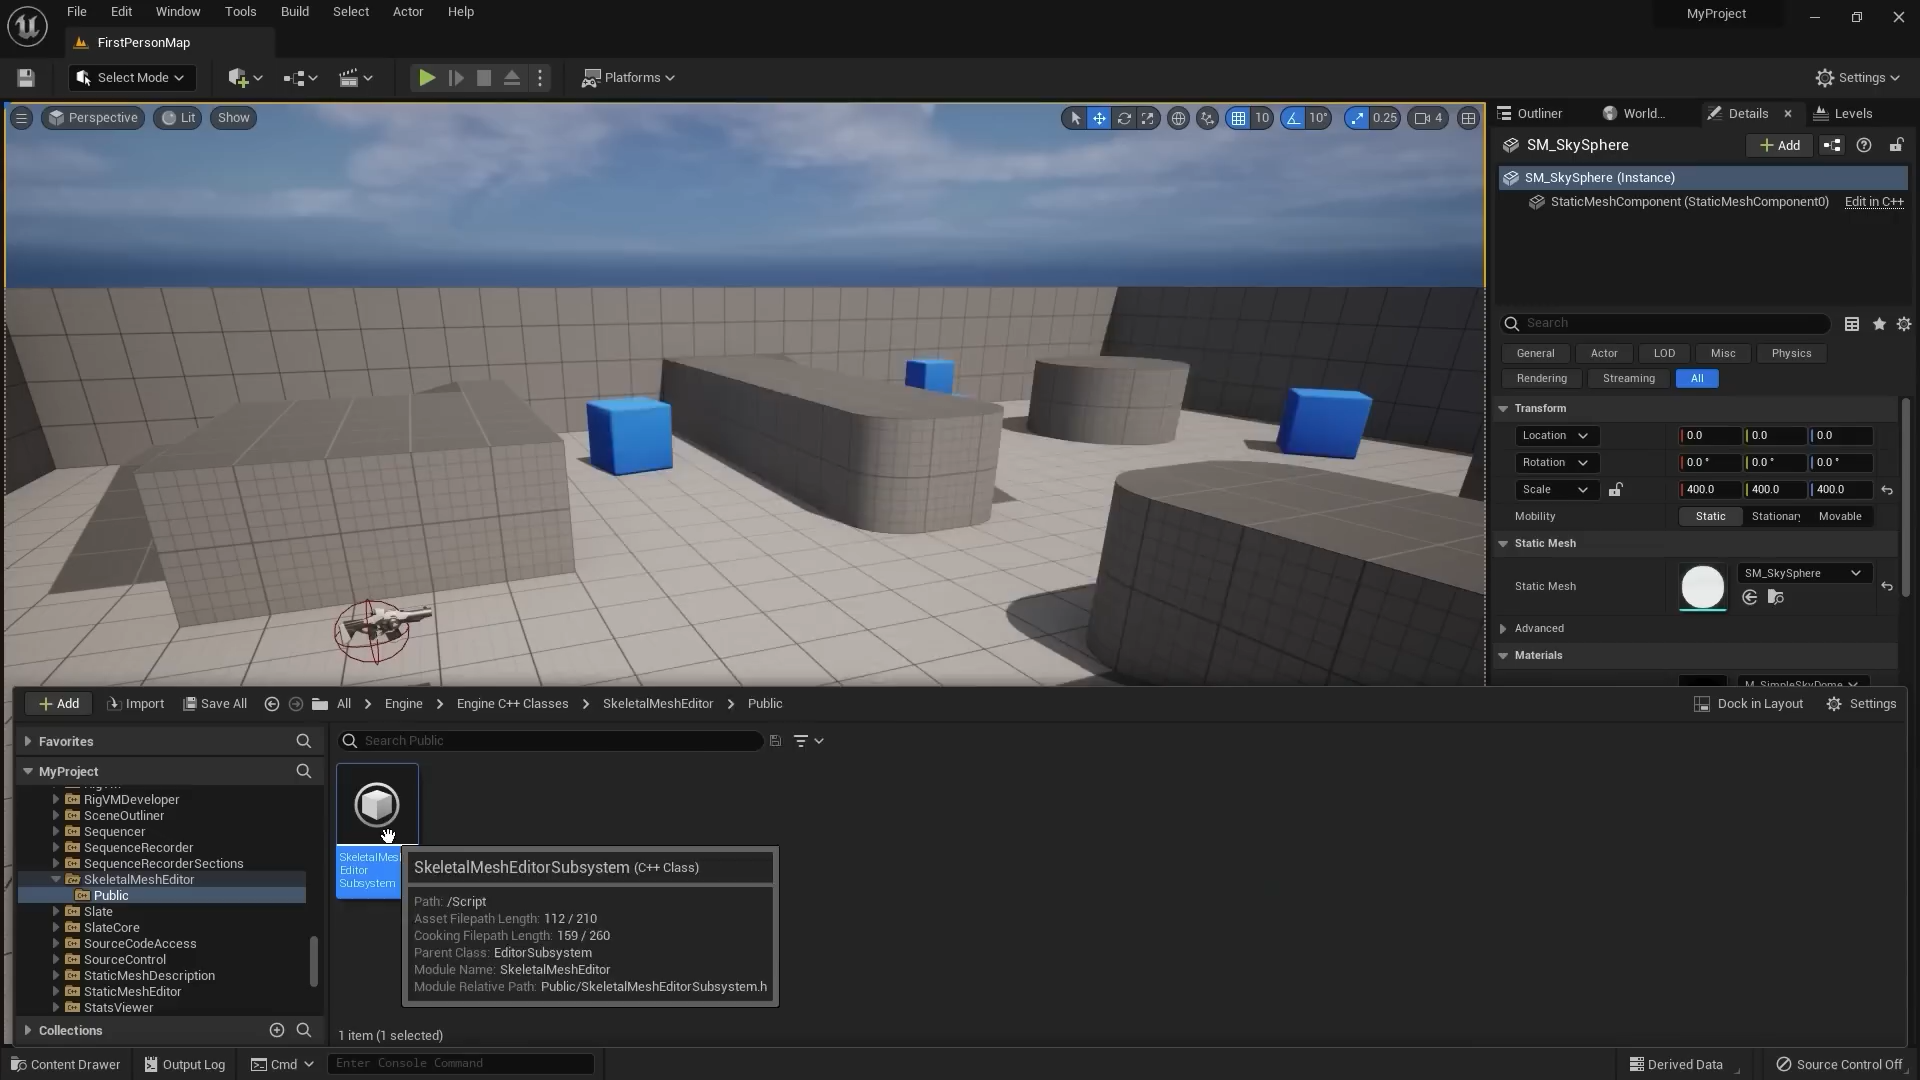 File Edit Window Tools Build Select Actor Help
MyProject
FirstPersonMap
Select Mode
Platforms
Settings
Perspective Lit Show
10 10° 0.25 4
Outliner World... Details Levels
SM_SkySphere
Add
SM_SkySphere (Instance)
StaticMeshComponent (StaticMeshComponent0) Edit in C++
Search
General Actor LOD Misc Physics
Rendering Streaming All
Transform
Location 0.0 0.0 0.0
Rotation 0.0 ° 0.0 ° 0.0 °
Scale 400.0 400.0 400.0
Mobility Static Stationary Movable
Static Mesh
Static Mesh SM_SkySphere
Advanced
Materials
M_SimpleSkyDome
Add Import Save All All Engine Engine C++ Classes SkeletalMeshEditor Public
Dock in Layout Settings
Favorites
Search Public
MyProject
RigVM
RigVMDeveloper
SceneOutliner
Sequencer
SequenceRecorder
SequenceRecorderSections
SkeletalMeshEditor
Public
Slate
SlateCore
SourceCodeAccess
SourceControl
StaticMeshDescription
StaticMeshEditor
StatsViewer
Collections
SkeletalMes
Editor
Subsystem
SkeletalMeshEditorSubsystem (C++ Class)
Path: /Script
Asset Filepath Length: 112 / 210
Cooking Filepath Length: 159 / 260
Parent Class: EditorSubsystem
Module Name: SkeletalMeshEditor
Module Relative Path: Public/SkeletalMeshEditorSubsystem.h
1 item (1 selected)
Content Drawer Output Log Cmd Enter Console Command
Derived Data Source Control Off